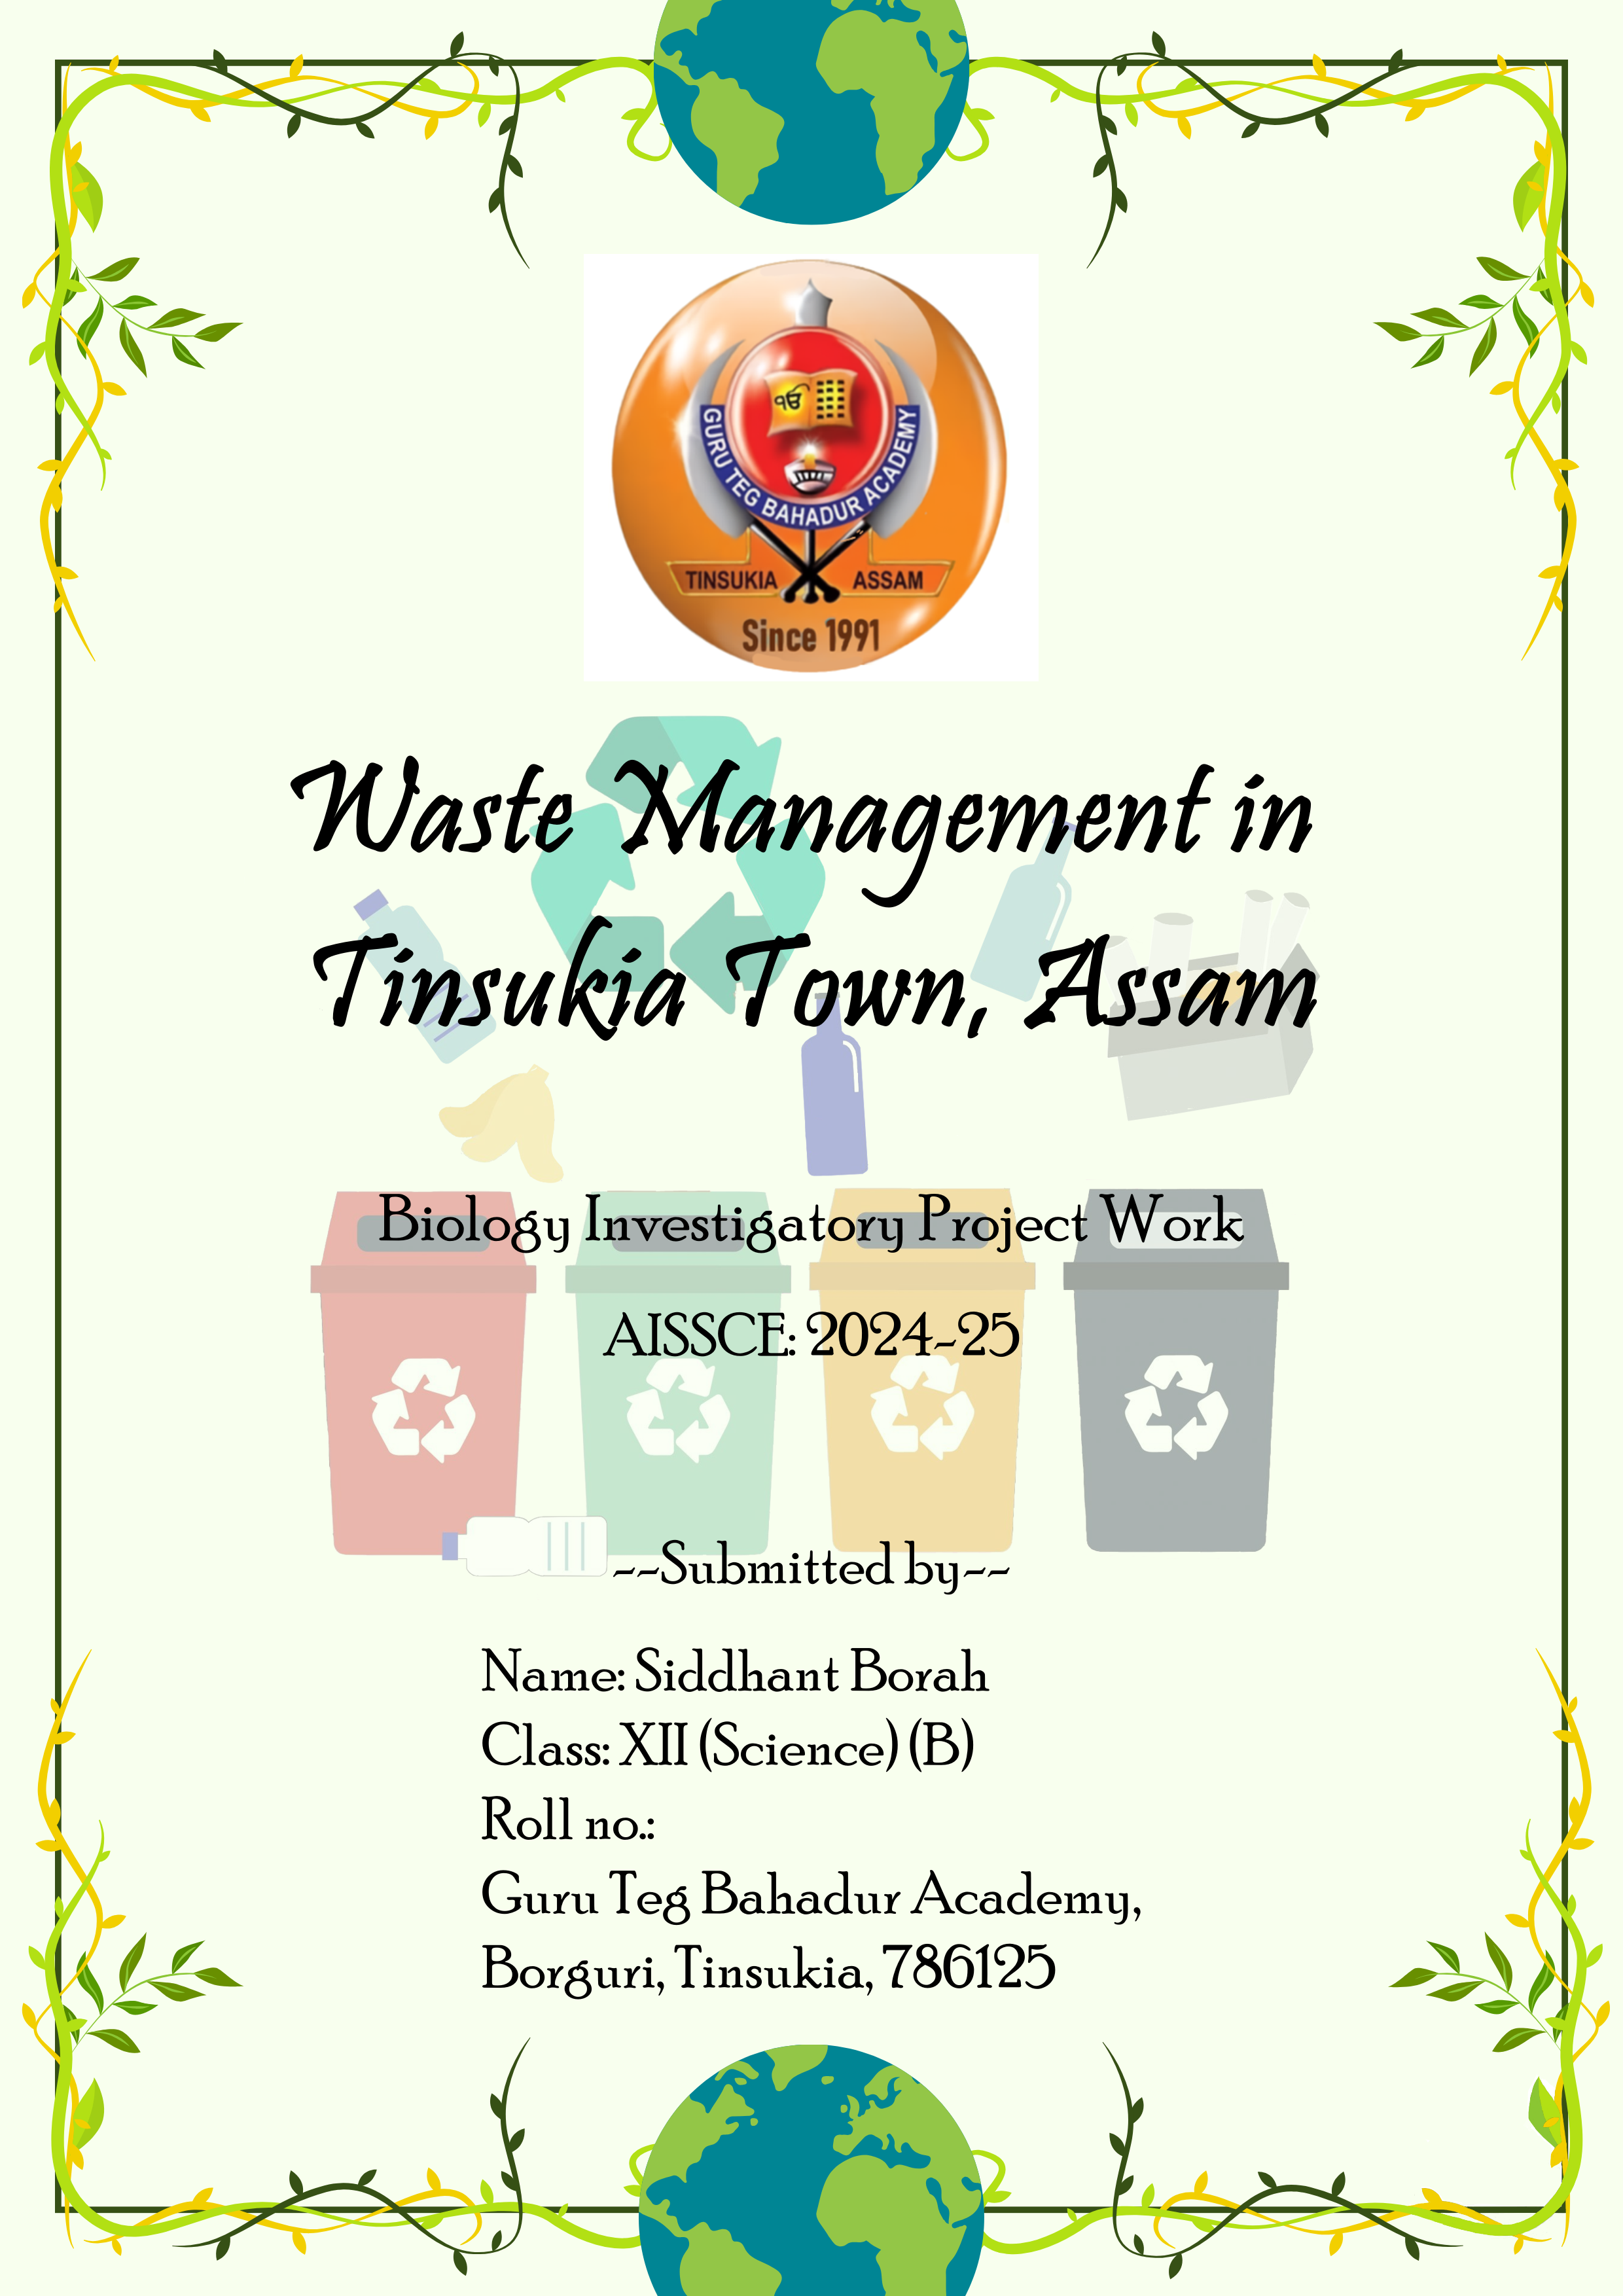 ੴ
GURU TEG BAHADUR ACADEMY
TINSUKIA ASSAM
Since 1991
Waste Management in
Tinsukia Town, Assam
Biology Investigatory Project Work
AISSCE: 2024-25
--Submitted by--
Name: Siddhant Borah
Class: XII (Science) (B)
Roll no.:
Guru Teg Bahadur Academy,
Borguri, Tinsukia, 786125